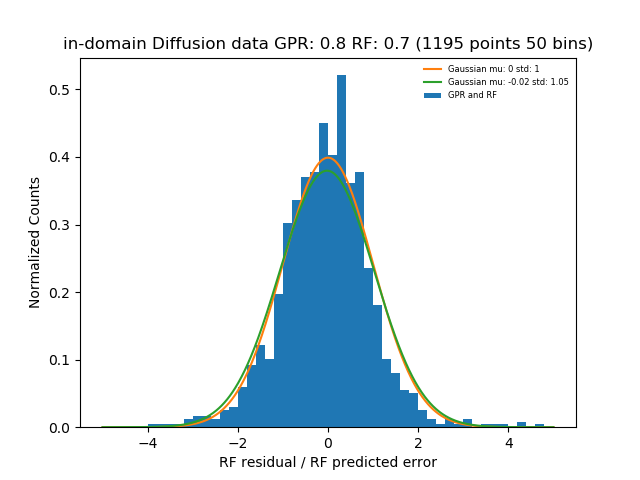 in-domain Diffusion data GPR: 0.8 RF: 0.7 (1195 points 50 bins)
Gaussian mu: 0 std: 1
Gaussian mu: -0.02 std: 1.05
GPR and RF
Normalized Counts
0.5
0.4
0.3
0.2
0.1
0.0
−4 −2 0 2 4
RF residual / RF predicted error